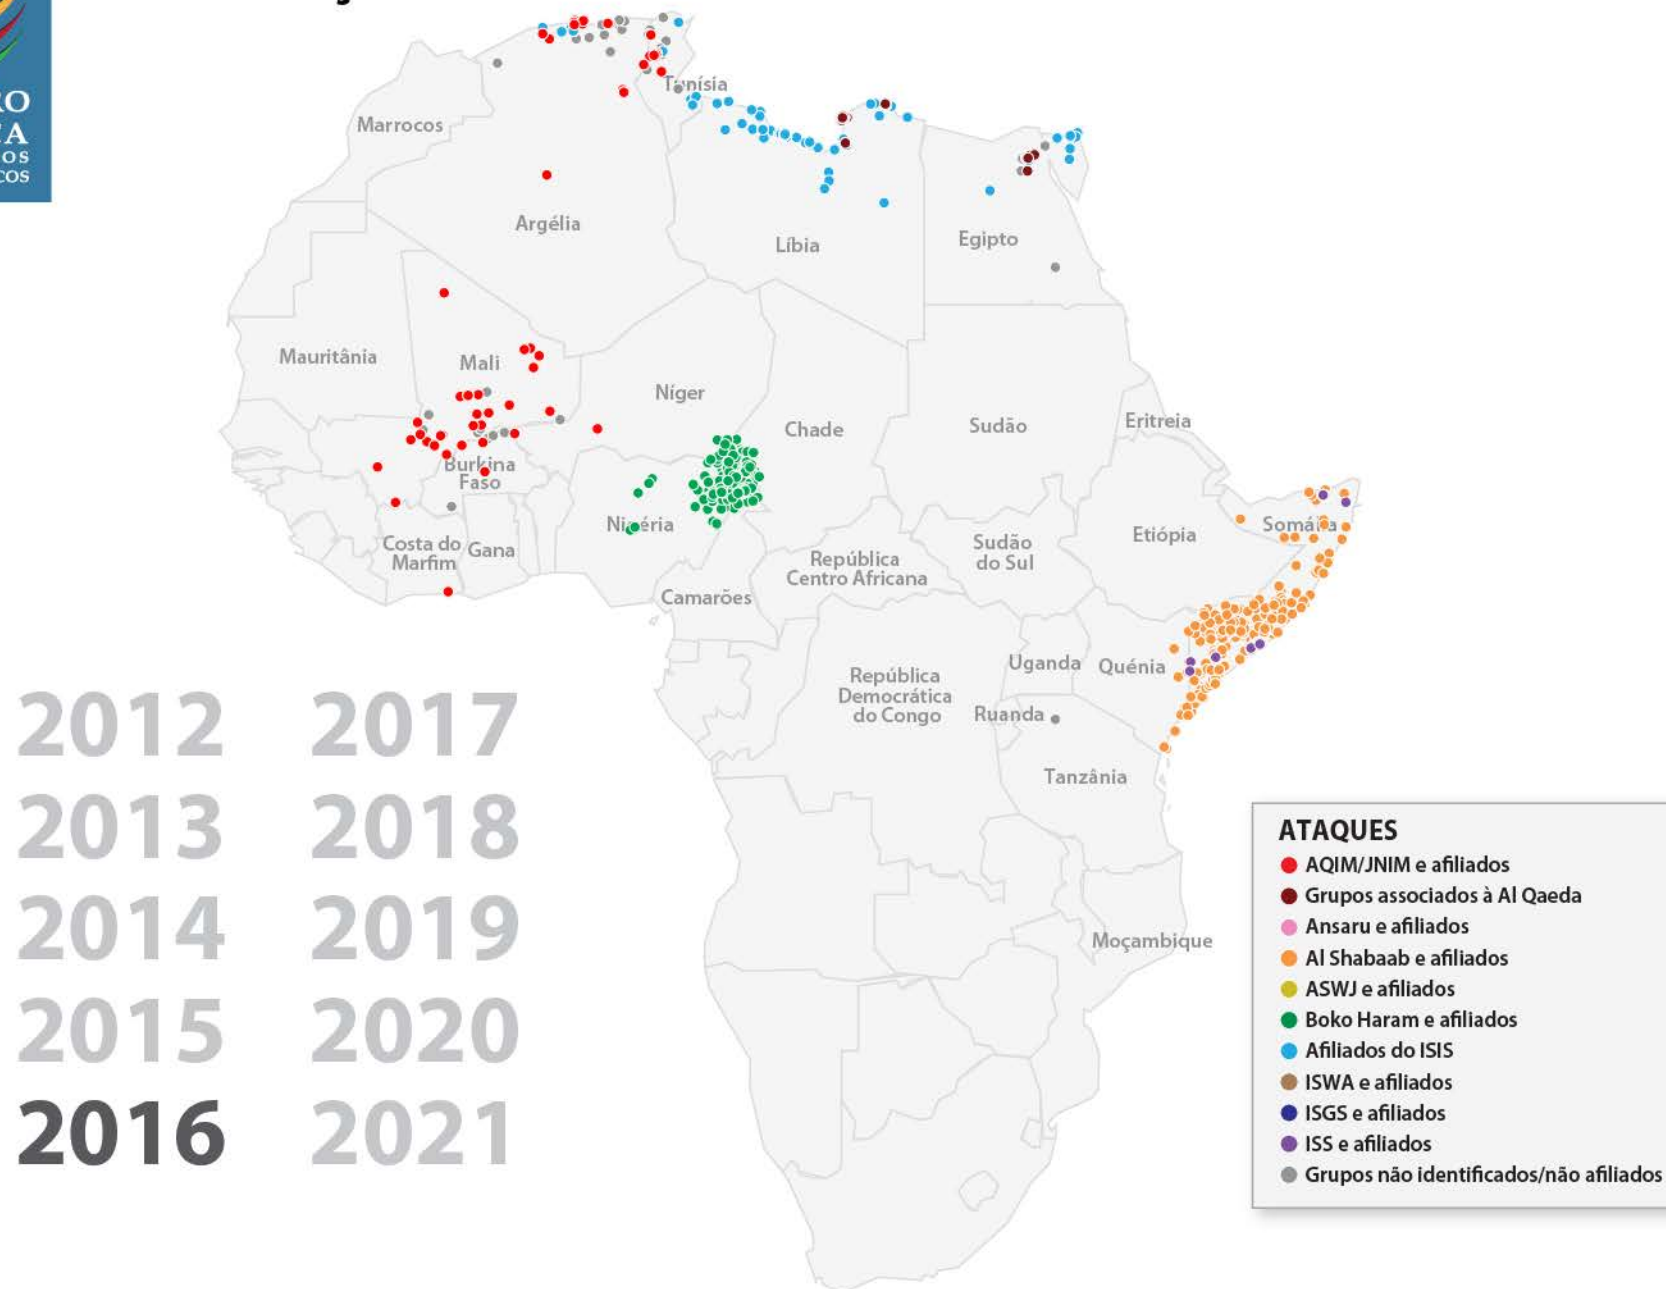 RO
CA
OS
COS
Tunísia
Marrocos
Argélia
Líbia
Egipto
Mauritânia
Mali
Níger
Chade
Sudão
Eritreia
Burkina
Faso
Nigéria
Costa do
Marfim
Gana
Camarões
República
Centro Africana
Sudão
do Sul
Etiópia
Somália
Uganda
Quénia
República
Democrática
do Congo
Ruanda
Tanzânia
Moçambique
2012 2017
2013 2018
2014 2019
2015 2020
2016 2021
ATAQUES
AQIM/JNIM e afiliados
Grupos associados à Al Qaeda
Ansaru e afiliados
Al Shabaab e afiliados
ASWJ e afiliados
Boko Haram e afiliados
Afiliados do ISIS
ISWA e afiliados
ISGS e afiliados
ISS e afiliados
Grupos não identificados/não afiliados